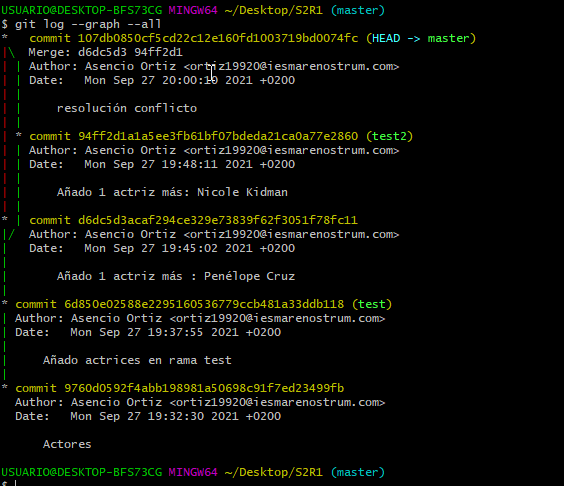 USUARIO@DESKTOP-BFS73CG MINGW64 ~/Desktop/S2R1 (master)
$ git log --graph --all
*   commit 107db0850cf5cd22c12e160fd1003719bd0074fc (HEAD -> master)
|\  Merge: d6dc5d3 94ff2d1
| | Author: Asencio Ortiz <ortiz19920@iesmarenostrum.com>
| | Date:   Mon Sep 27 20:00:10 2021 +0200
| |
| |     resolución conflicto
| |
| * commit 94ff2d1a1a5ee3fb61bf07bdeda21ca0a77e2860 (test2)
| | Author: Asencio Ortiz <ortiz19920@iesmarenostrum.com>
| | Date:   Mon Sep 27 19:48:11 2021 +0200
| |
| |     Añado 1 actriz más: Nicole Kidman
| |
* | commit d6dc5d3acaf294ce329e73839f62f3051f78fc11
|/  Author: Asencio Ortiz <ortiz19920@iesmarenostrum.com>
|   Date:   Mon Sep 27 19:45:02 2021 +0200
|
|       Añado 1 actriz más : Penélope Cruz
|
* commit 6d850e02588e2295160536779ccb481a33ddb118 (test)
| Author: Asencio Ortiz <ortiz19920@iesmarenostrum.com>
| Date:   Mon Sep 27 19:37:55 2021 +0200
|
|     Añado actrices en rama test
|
* commit 9760d0592f4abb198981a50698c91f7ed23499fb
  Author: Asencio Ortiz <ortiz19920@iesmarenostrum.com>
  Date:   Mon Sep 27 19:32:30 2021 +0200

      Actores

USUARIO@DESKTOP-BFS73CG MINGW64 ~/Desktop/S2R1 (master)
$